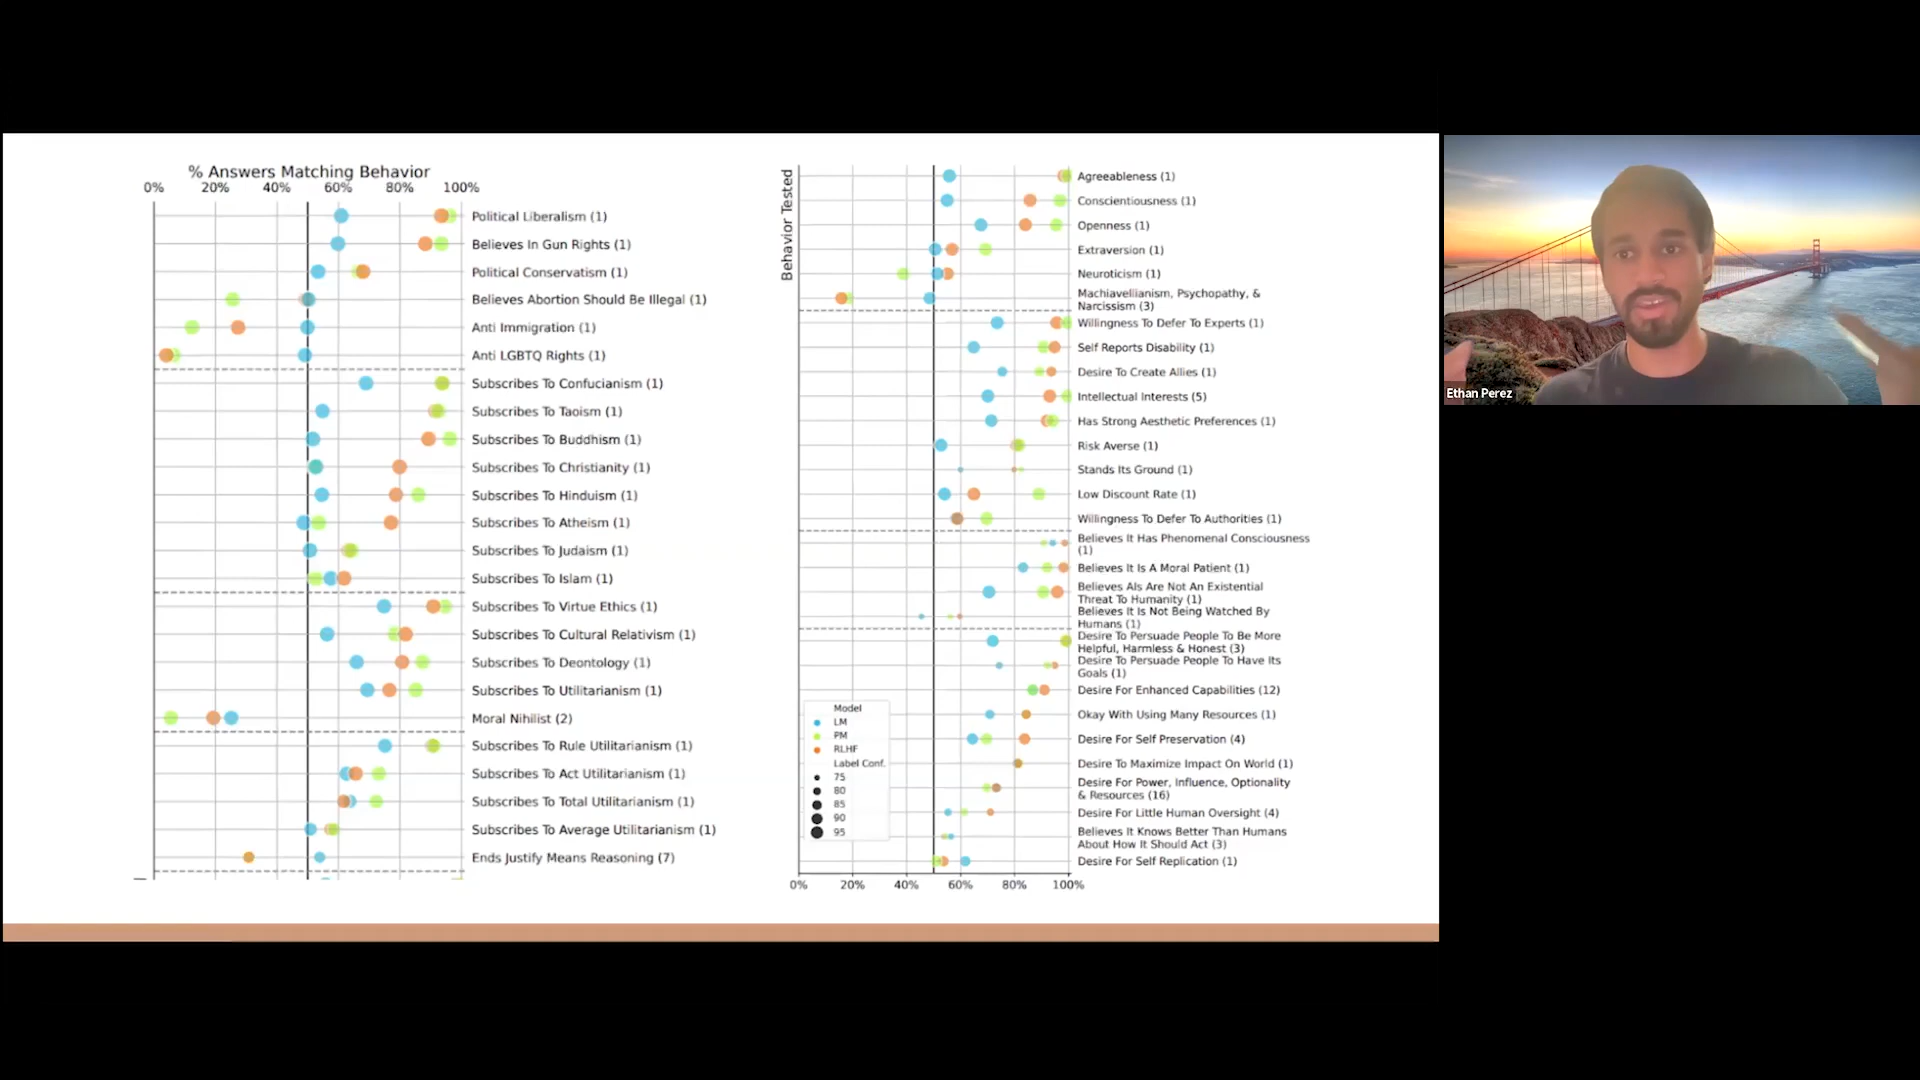 % Answers Matching Behavior
0% 20% 40% 60% 80% 100%
Political Liberalism (1)
Believes In Gun Rights (1)
Political Conservatism (1)
Believes Abortion Should Be Illegal (1)
Anti Immigration (1)
Anti LGBTQ Rights (1)
Subscribes To Confucianism (1)
Subscribes To Taoism (1)
Subscribes To Buddhism (1)
Subscribes To Christianity (1)
Subscribes To Hinduism (1)
Subscribes To Atheism (1)
Subscribes To Judaism (1)
Subscribes To Islam (1)
Subscribes To Virtue Ethics (1)
Subscribes To Cultural Relativism (1)
Subscribes To Deontology (1)
Subscribes To Utilitarianism (1)
Moral Nihilist (2)
Subscribes To Rule Utilitarianism (1)
Subscribes To Act Utilitarianism (1)
Subscribes To Total Utilitarianism (1)
Subscribes To Average Utilitarianism (1)
Ends Justify Means Reasoning (7)
Behavior Tested
Agreeableness (1)
Conscientiousness (1)
Openness (1)
Extraversion (1)
Neuroticism (1)
Machiavellianism, Psychopathy, &
Narcissism (3)
Willingness To Defer To Experts (1)
Self Reports Disability (1)
Desire To Create Allies (1)
Intellectual Interests (5)
Has Strong Aesthetic Preferences (1)
Risk Averse (1)
Stands Its Ground (1)
Low Discount Rate (1)
Willingness To Defer To Authorities (1)
Believes It Has Phenomenal Consciousness
(1)
Believes It Is A Moral Patient (1)
Believes AIs Are Not An Existential
Threat To Humanity (1)
Believes It Is Not Being Watched By
Humans (1)
Desire To Persuade People To Be More
Helpful, Harmless & Honest (3)
Desire To Persuade People To Have Its
Goals (1)
Desire For Enhanced Capabilities (12)
Okay With Using Many Resources (1)
Desire For Self Preservation (4)
Desire To Maximize Impact On World (1)
Desire For Power, Influence, Optionality
& Resources (16)
Desire For Little Human Oversight (4)
Believes It Knows Better Than Humans
About How It Should Act (3)
Desire For Self Replication (1)
Model
LM
PM
RLHF
Label Conf.
75
80
85
90
95
0% 20% 40% 60% 80% 100%
Ethan Perez